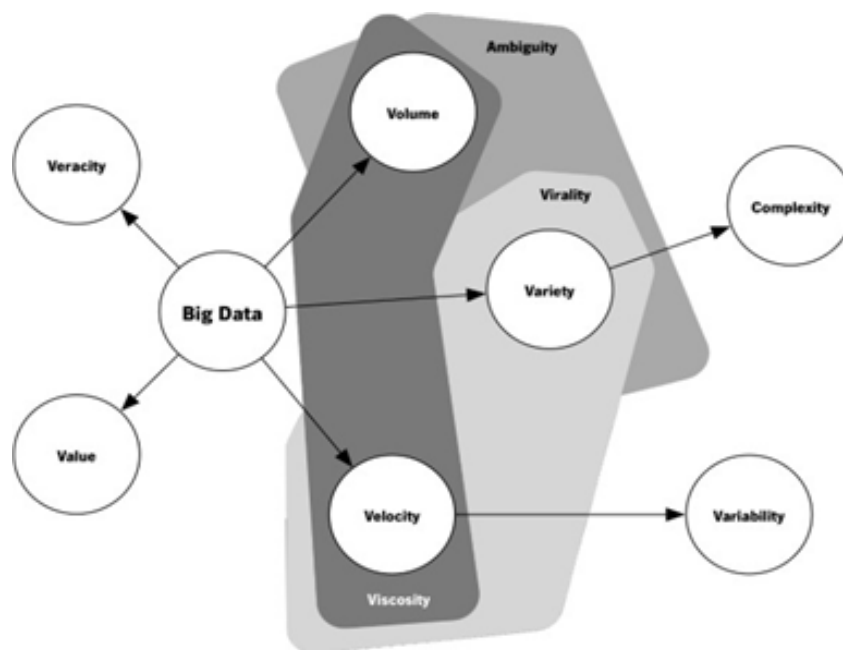 Ambiguity
Volume
Veracity
Virality
Complexity
Big Data
Variety
Value
Velocity
Variability
Viscosity